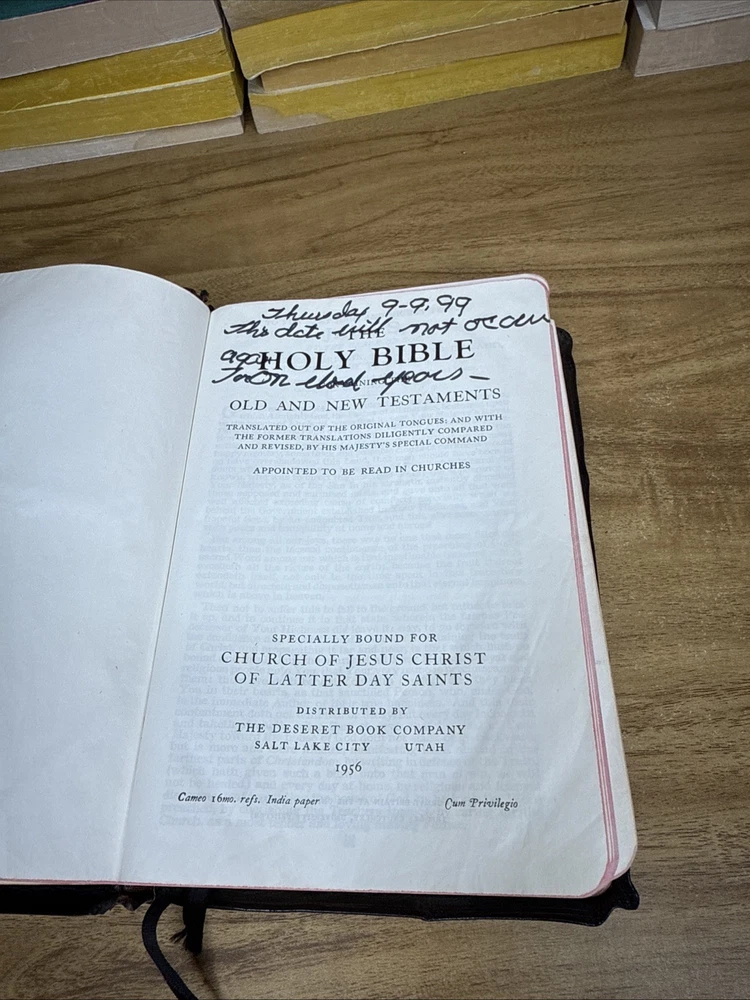 Thursday 9-9.99
This date will not occur
again
THE
HOLY BIBLE
For years-
OLD AND NEW TESTAMENTS
TRANSLATED OUT OF THE ORIGINAL TONGUES: AND WITH
THE FORMER TRANSLATIONS DILIGENTLY COMPARED
AND REVISED, BY HIS MAJESTY'S SPECIAL COMMAND
APPOINTED TO BE READ IN CHURCHES
SPECIALLY BOUND FOR
CHURCH OF JESUS CHRIST
OF LATTER DAY SAINTS
DISTRIBUTED BY
THE DESERET BOOK COMPANY
SALT LAKE CITY UTAH
1956
Cameo 16mo. refs. India paper Cum Privilegio